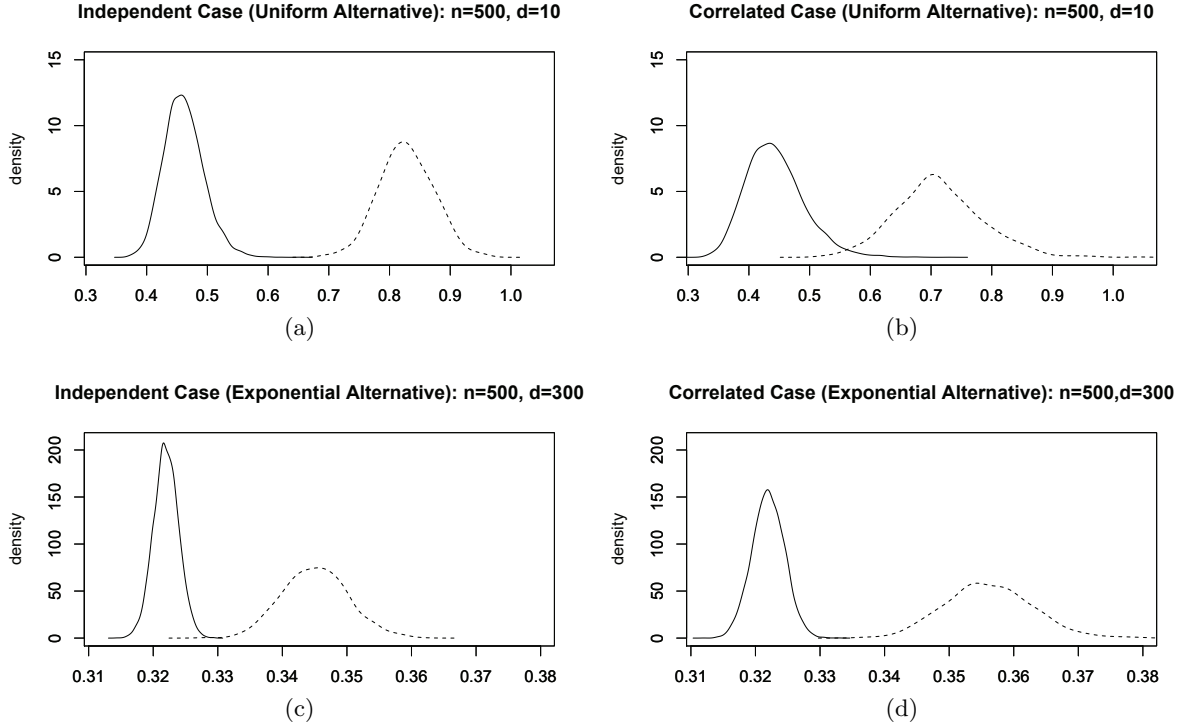 Independent Case (Uniform Alternative): n=500, d=10
density
15
10
5
0
0.3 0.4 0.5 0.6 0.7 0.8 0.9 1.0
(a)
Correlated Case (Uniform Alternative): n=500, d=10
density
15
10
5
0
0.3 0.4 0.5 0.6 0.7 0.8 0.9 1.0
(b)
Independent Case (Exponential Alternative): n=500, d=300
density
200
150
100
50
0
0.31 0.32 0.33 0.34 0.35 0.36 0.37 0.38
(c)
Correlated Case (Exponential Alternative): n=500,d=300
density
200
150
100
50
0
0.31 0.32 0.33 0.34 0.35 0.36 0.37 0.38
(d)